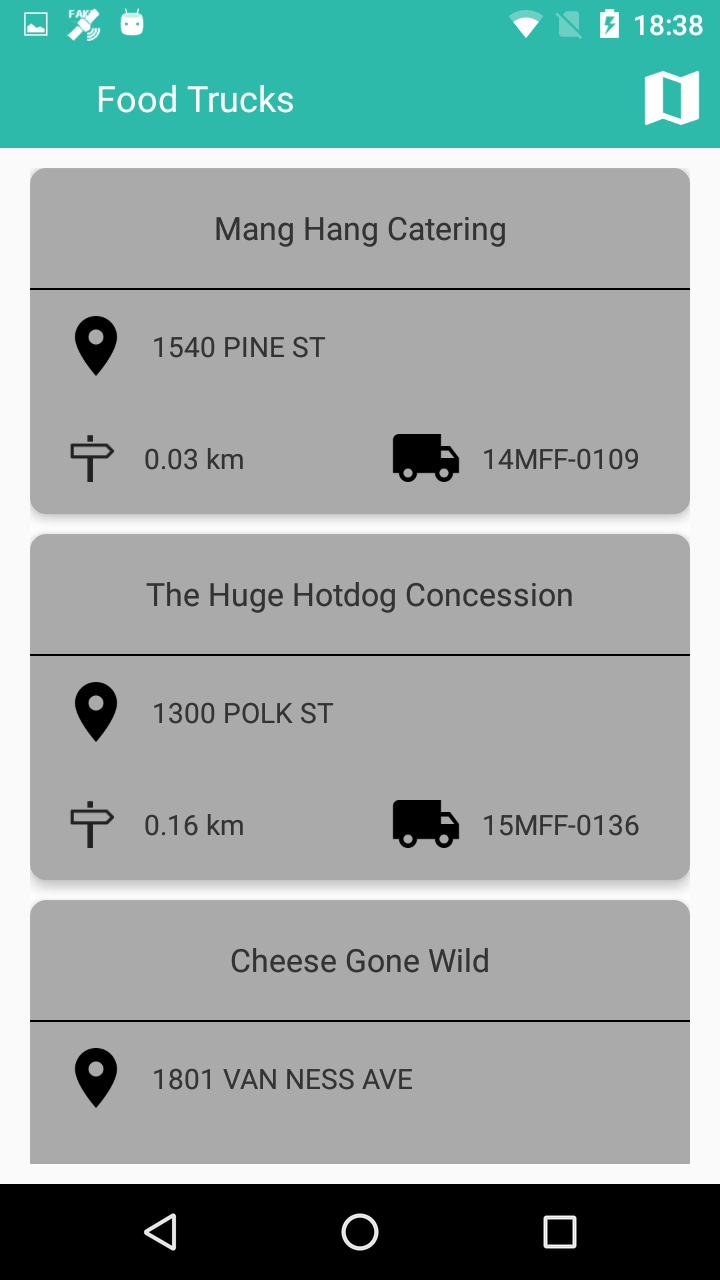 FAKE
18:38
Food Trucks
Mang Hang Catering
1540 PINE ST
0.03 km
14MFF-0109
The Huge Hotdog Concession
1300 POLK ST
0.16 km
15MFF-0136
Cheese Gone Wild
1801 VAN NESS AVE